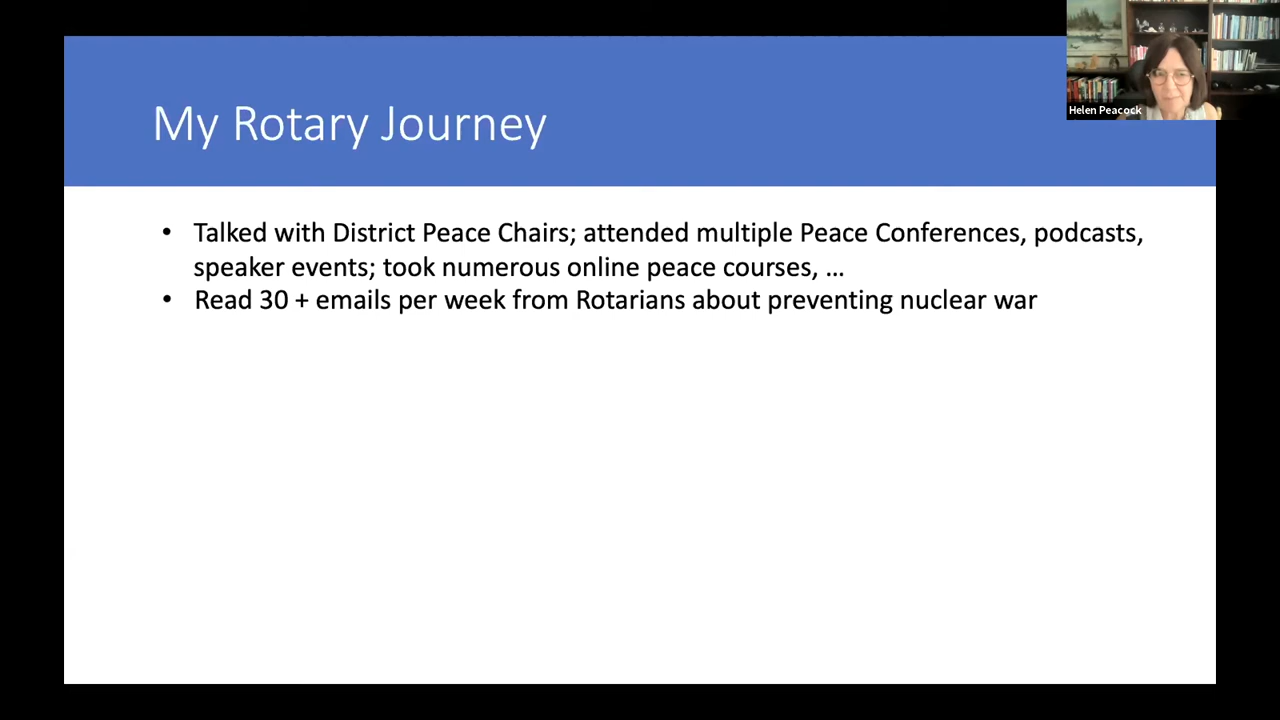 My Rotary Journey
Helen Peacock
• Talked with District Peace Chairs; attended multiple Peace Conferences, podcasts,
speaker events; took numerous online peace courses, ...
• Read 30 + emails per week from Rotarians about preventing nuclear war